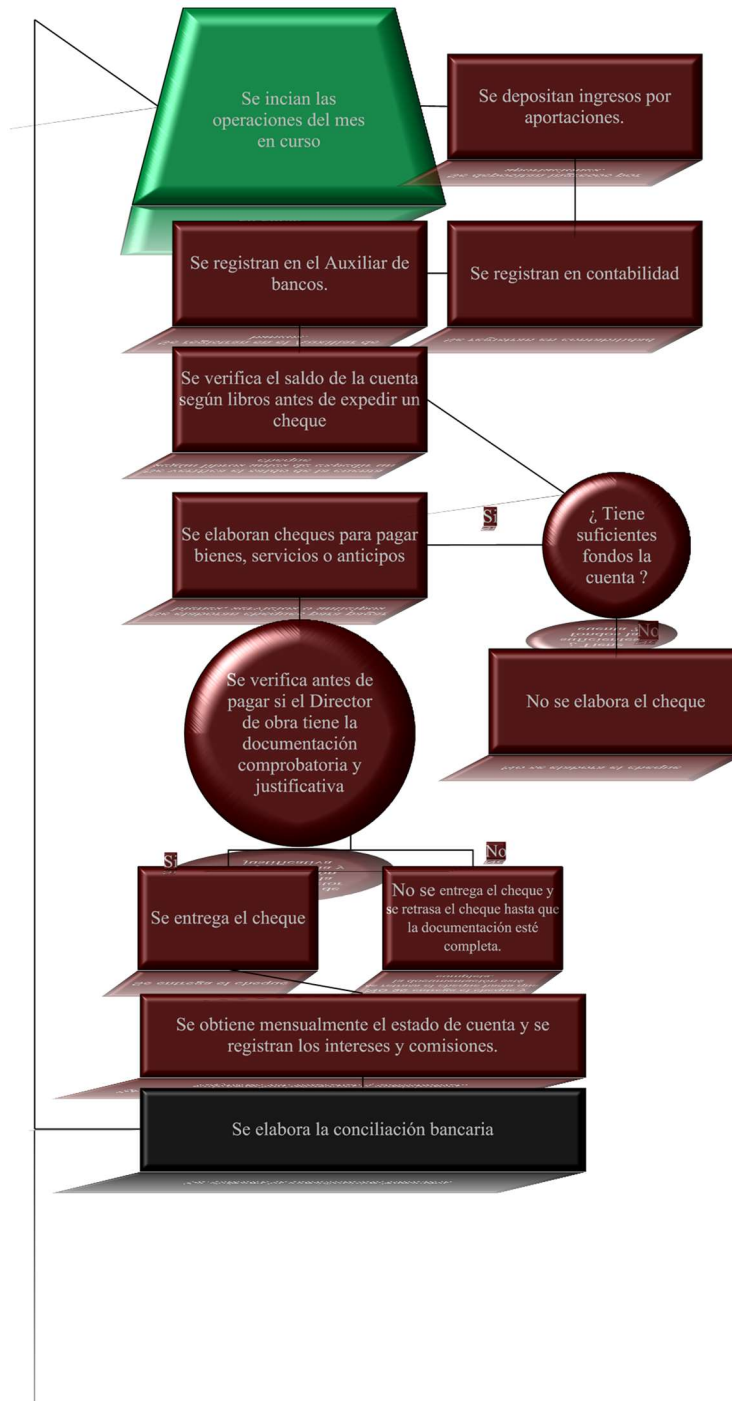 Se incian las
operaciones del mes
en curso
Se depositan ingresos por
aportaciones.
Se registran en contabilidad
Se registran en el Auxiliar de
bancos.
Se verifica el saldo de la cuenta
según libros antes de expedir un
cheque
¿ Tiene
suficientes
fondos la
cuenta ?
Si
Se elaboran cheques para pagar
bienes, servicios o anticipos
No
No se elabora el cheque
Se verifica antes de
pagar si el Director
de obra tiene la
documentación
comprobatoria y
justificativa
Si
No
Se entrega el cheque
No se entrega el cheque y
se retrasa el cheque hasta que
la documentación esté
completa.
Se obtiene mensualmente el estado de cuenta y se
registran los intereses y comisiones.
Se elabora la conciliación bancaria